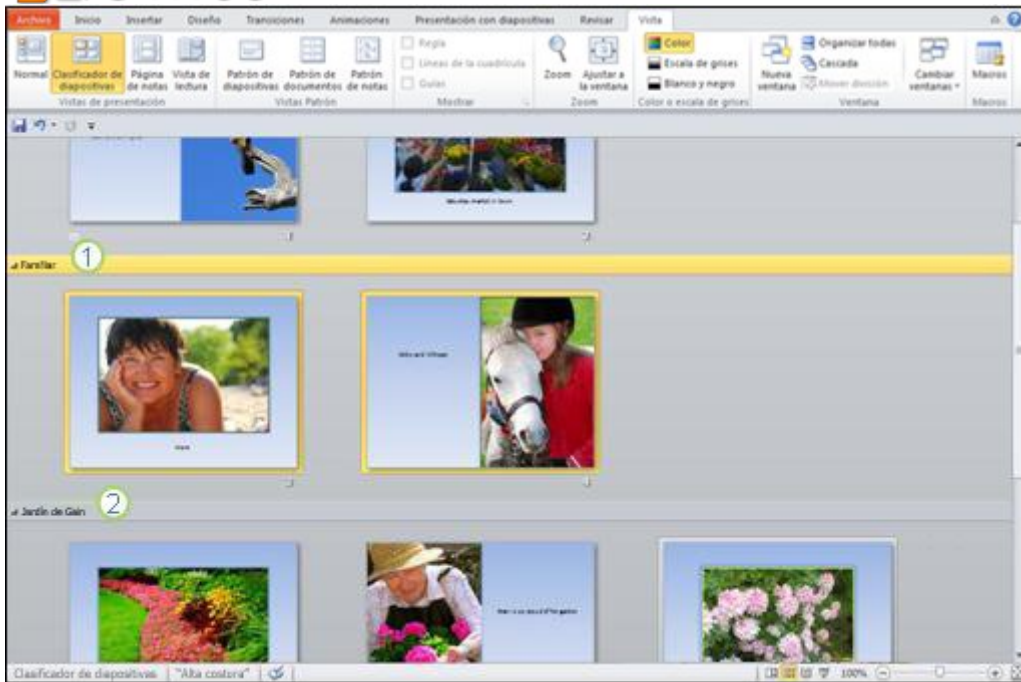 Archivo Inicio Insertar Diseño Transiciones Animaciones Presentación con diapositivas Revisar Vista
Normal Clasificador de diapositivas Página de notas Vista de lectura
Vistas de presentación
Patrón de diapositivas Patrón de documentos Patrón de notas
Vistas Patrón
Regla
Líneas de la cuadrícula
Guías
Mostrar
Zoom Ajustar a la ventana
Zoom
Color
Escala de grises
Blanco y negro
Color o escala de grises
Nueva ventana
Organizar todas
Cascada
Mover división
Cambiar ventanas
Ventana
Macros
Macros
1
Familiar
2
Jardín de Gain
Clasificador de diapositivas "Alta costura" 100%